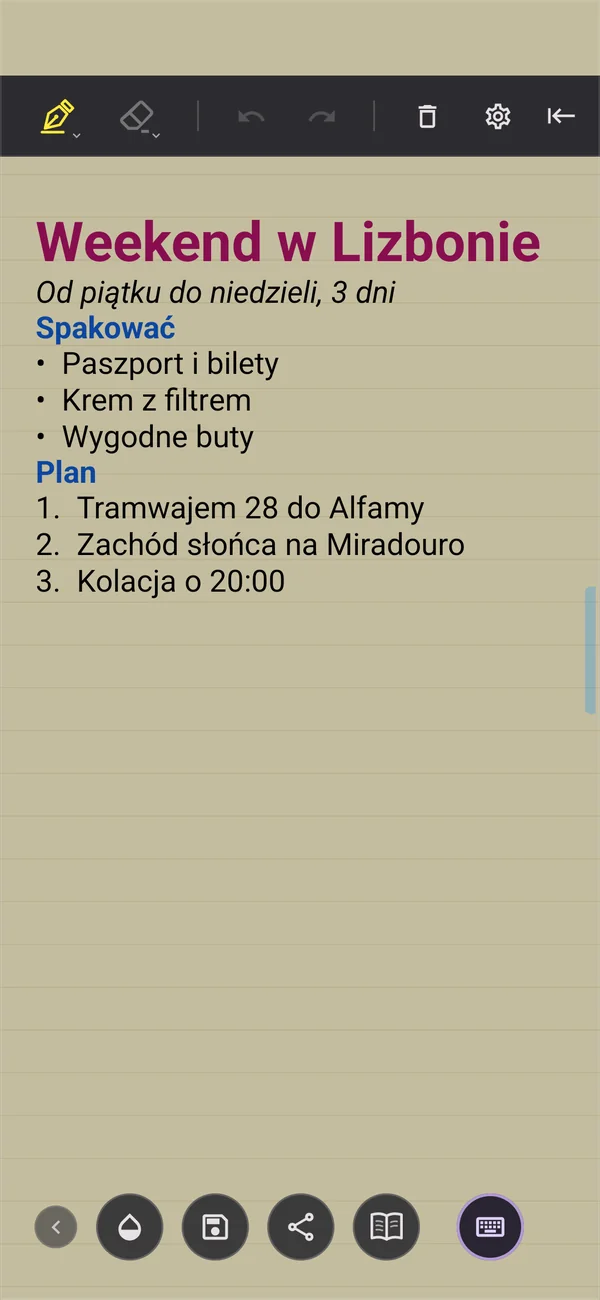 Weekend w Lizbonie
Od piątku do niedzieli, 3 dni
Spakować
• Paszport i bilety
• Krem z filtrem
• Wygodne buty
Plan
1. Tramwajem 28 do Alfamy
2. Zachód słońca na Miradouro
3. Kolacja o 20:00